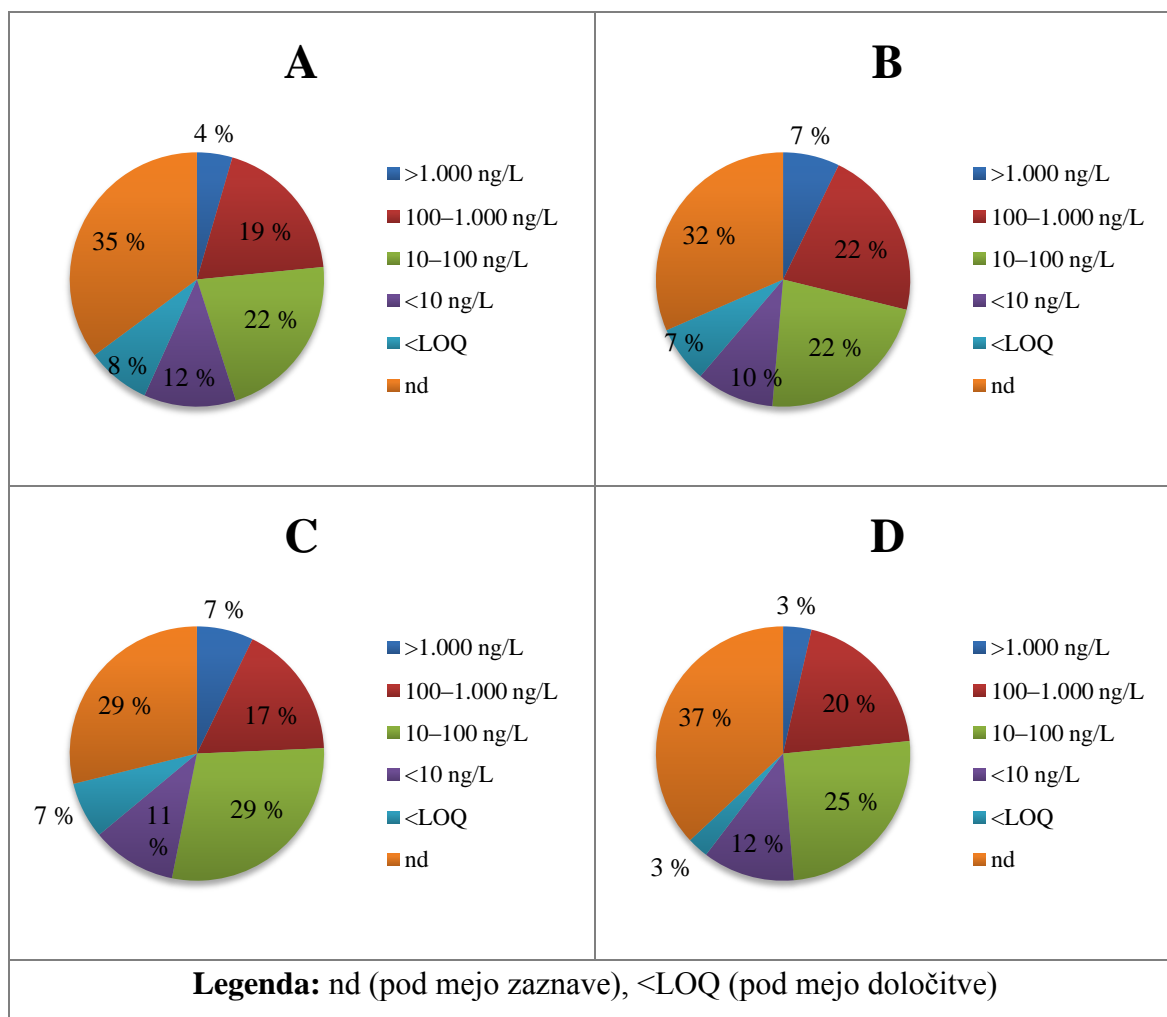 A
4 %
19 %
22 %
12 %
8 %
35 %
>1.000 ng/L
100–1.000 ng/L
10–100 ng/L
<10 ng/L
<LOQ
nd
B
7 %
22 %
22 %
10 %
7 %
32 %
>1.000 ng/L
100–1.000 ng/L
10–100 ng/L
<10 ng/L
<LOQ
nd
C
7 %
17 %
29 %
11
%
7 %
29 %
>1.000 ng/L
100–1.000 ng/L
10–100 ng/L
<10 ng/L
<LOQ
nd
D
3 %
20 %
25 %
12 %
3 %
37 %
>1.000 ng/L
100–1.000 ng/L
10–100 ng/L
<10 ng/L
<LOQ
nd
Legenda: nd (pod mejo zaznave), <LOQ (pod mejo določitve)